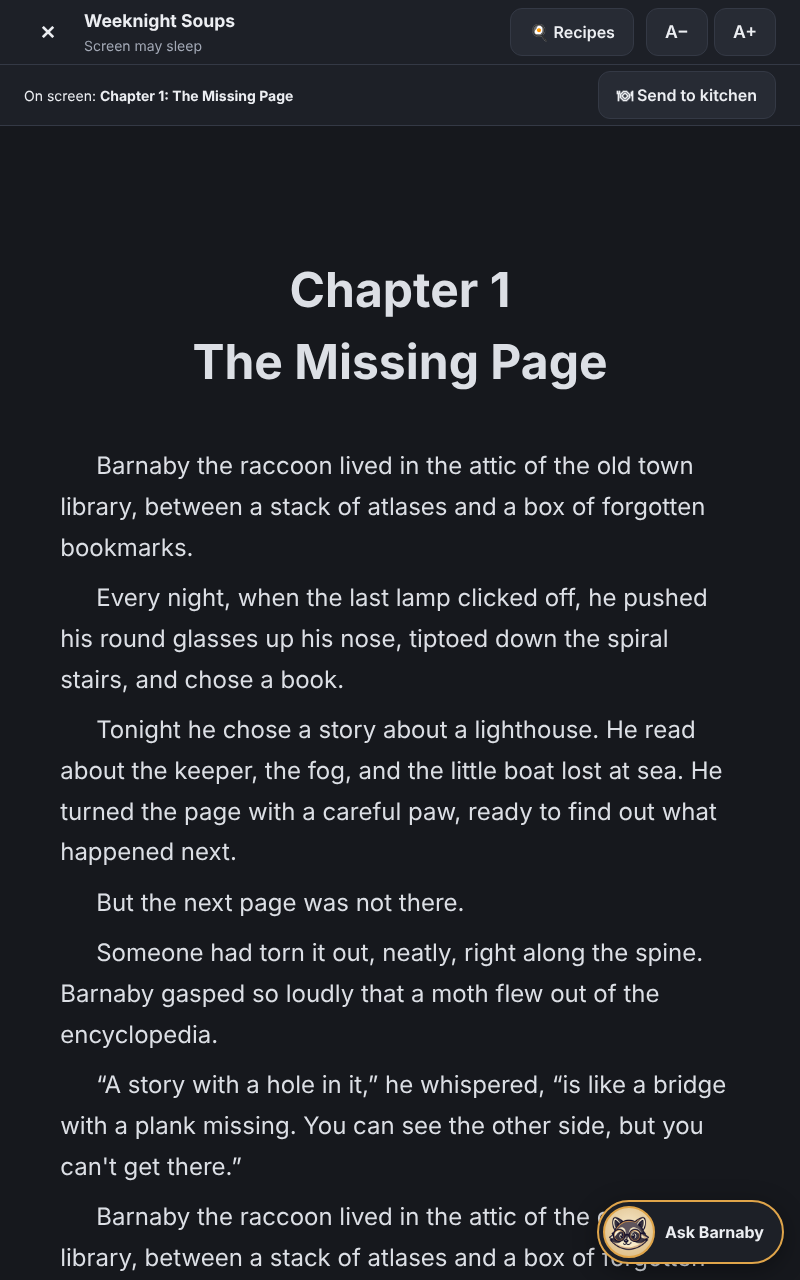 ✕
Weeknight Soups
Screen may sleep
🍳 Recipes
A−
A+
On screen: Chapter 1: The Missing Page
🍽 Send to kitchen
Chapter 1
The Missing Page
Barnaby the raccoon lived in the attic of the old town
library, between a stack of atlases and a box of forgotten
bookmarks.
Every night, when the last lamp clicked off, he pushed
his round glasses up his nose, tiptoed down the spiral
stairs, and chose a book.
Tonight he chose a story about a lighthouse. He read
about the keeper, the fog, and the little boat lost at sea. He
turned the page with a careful paw, ready to find out what
happened next.
But the next page was not there.
Someone had torn it out, neatly, right along the spine.
Barnaby gasped so loudly that a moth flew out of the
encyclopedia.
“A story with a hole in it,” he whispered, “is like a bridge
with a plank missing. You can see the other side, but you
can't get there.”
Barnaby the raccoon lived in the attic of the
library, between a stack of atlases and a box of
Ask Barnaby